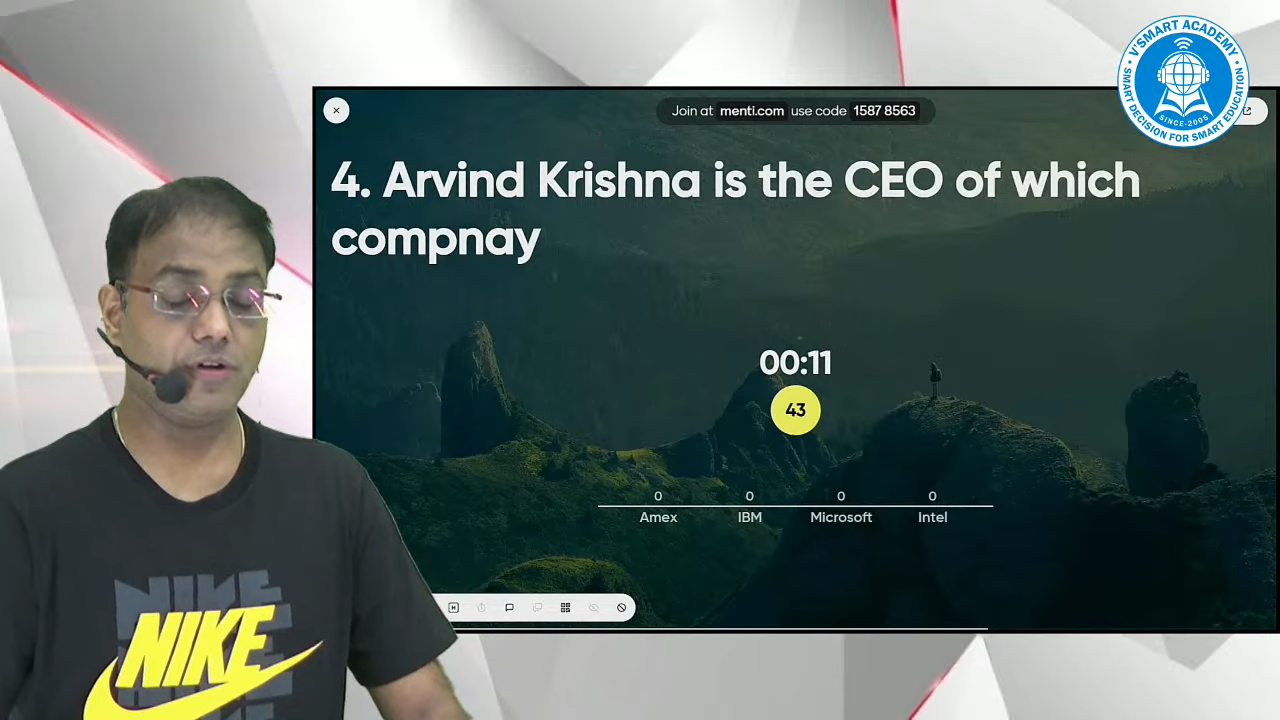 V'SMART ACADEMY
SMART DECISION FOR SMART EDUCATION
SINCE-2005
Join at menti.com use code 1587 8563
4. Arvind Krishna is the CEO of which
compnay
00:11
43
0 0 0 0
Amex IBM Microsoft Intel
NIKE
NIKE